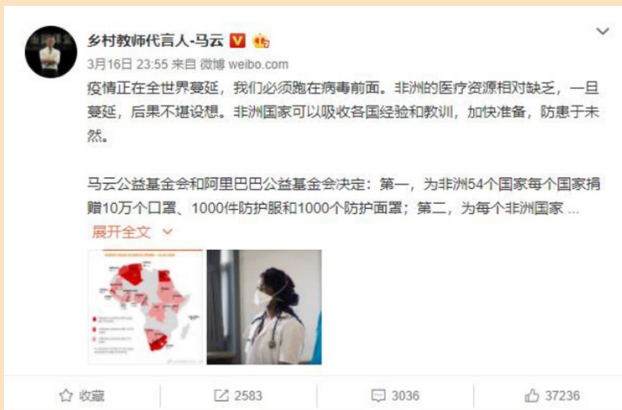 乡村教师代言人-马云
3月16日 23:55 来自 微博 weibo.com
疫情正在全世界蔓延，我们必须跑在病毒前面。非洲的医疗资源相对缺乏，一旦
蔓延，后果不堪设想。非洲国家可以吸收各国经验和教训，加快准备，防患于未
然。
马云公益基金会和阿里巴巴公益基金会决定：第一，为非洲54个国家每个国家捐
赠10万个口罩、1000件防护服和1000个防护面罩；第二，为每个非洲国家 ...
展开全文
收藏
2583
3036
37236